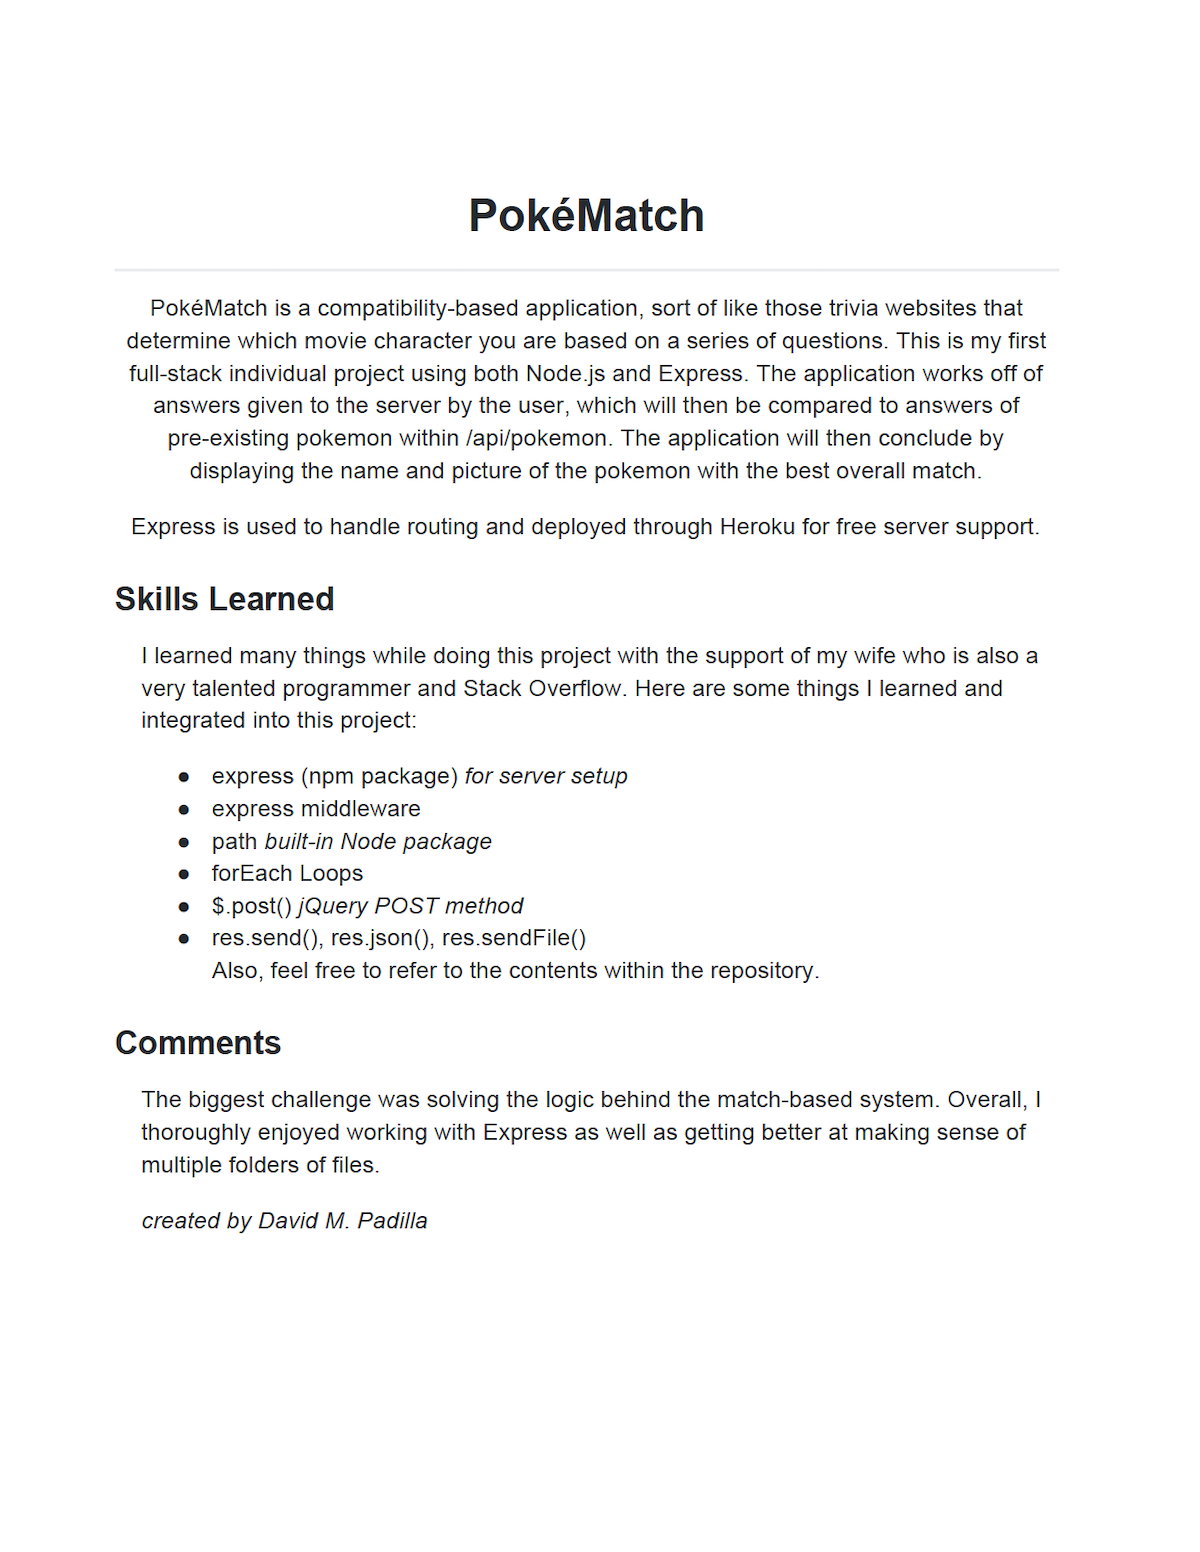 PokéMatch
PokéMatch is a compatibility-based application, sort of like those trivia websites that
determine which movie character you are based on a series of questions. This is my first
full-stack individual project using both Node.js and Express. The application works off of
answers given to the server by the user, which will then be compared to answers of
pre-existing pokemon within /api/pokemon. The application will then conclude by
displaying the name and picture of the pokemon with the best overall match.
Express is used to handle routing and deployed through Heroku for free server support.
Skills Learned
I learned many things while doing this project with the support of my wife who is also a
very talented programmer and Stack Overflow. Here are some things I learned and
integrated into this project:
● express (npm package) for server setup
● express middleware
● path built-in Node package
● forEach Loops
● $.post() jQuery POST method
● res.send(), res.json(), res.sendFile()
Also, feel free to refer to the contents within the repository.
Comments
The biggest challenge was solving the logic behind the match-based system. Overall, I
thoroughly enjoyed working with Express as well as getting better at making sense of
multiple folders of files.
created by David M. Padilla